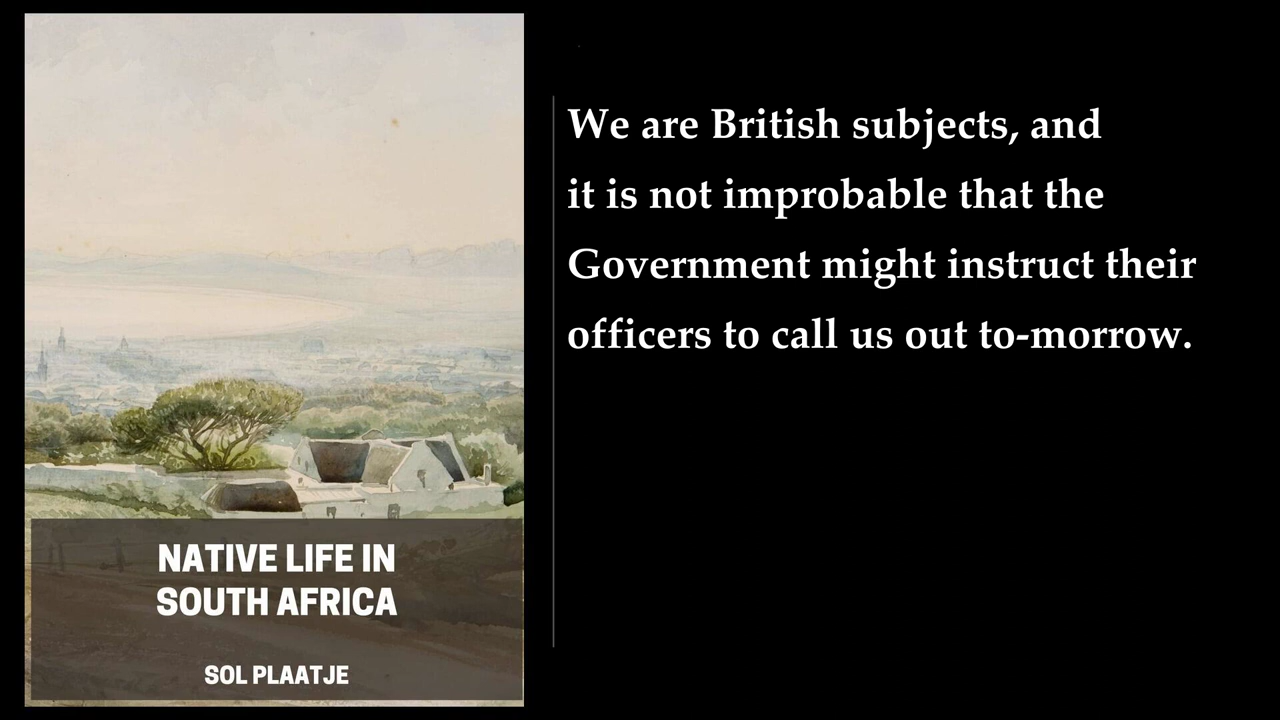 NATIVE LIFE IN
SOUTH AFRICA
SOL PLAATJE
We are British subjects, and
it is not improbable that the
Government might instruct their
officers to call us out to-morrow.